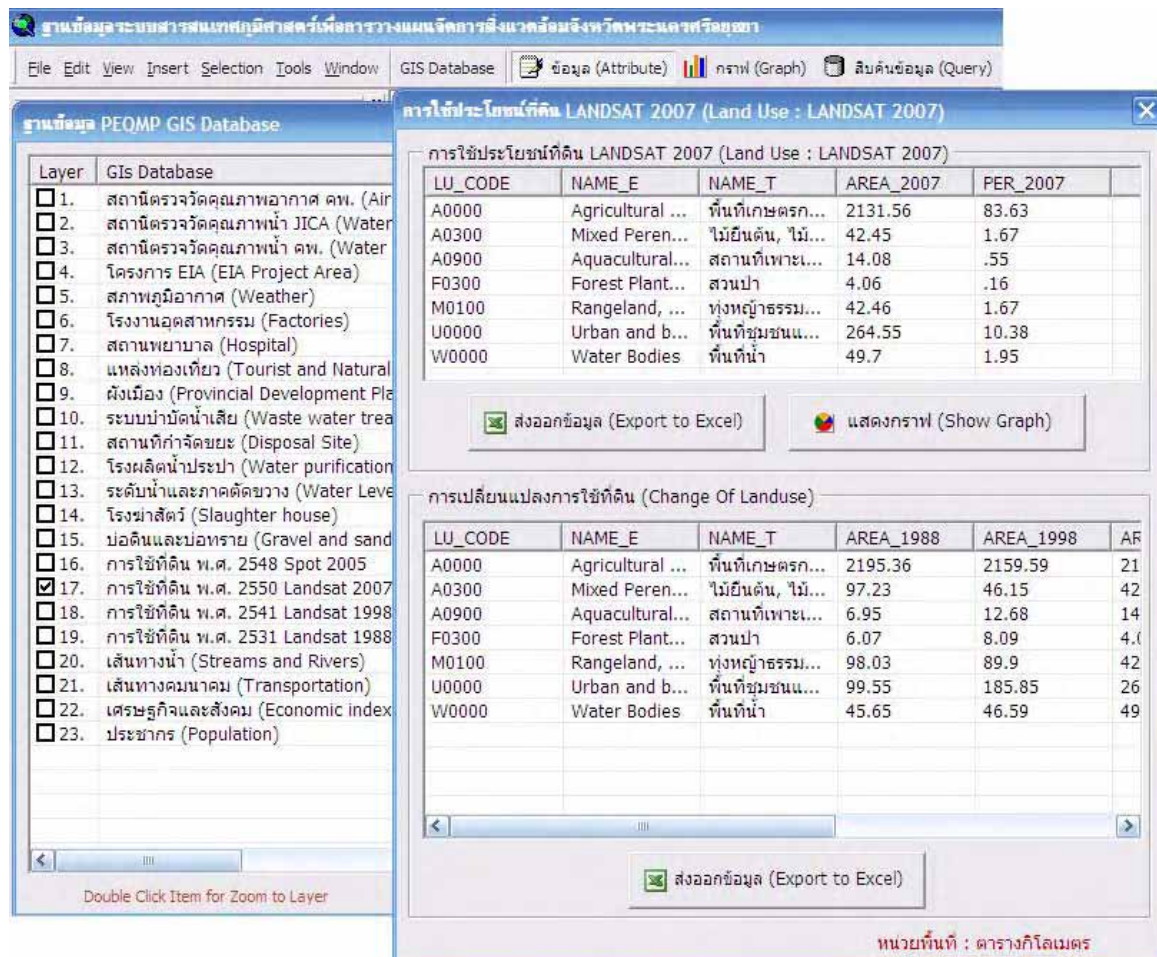 ฐานข้อมูลระบบสารสนเทศภูมิศาสตร์เพื่อการวางแผนจัดการสิ่งแวดล้อมจังหวัดพระนครศรีอยุธยา
File Edit View Insert Selection Tools Window GIS Database ข้อมูล (Attribute) กราฟ (Graph) สืบค้นข้อมูล (Query)
ฐานข้อมูล PEQMP GIS Database
Layer GIs Database
1. สถานีตรวจวัดคุณภาพอากาศ คพ. (Air
2. สถานีตรวจวัดคุณภาพน้ำ JICA (Water
3. สถานีตรวจวัดคุณภาพน้ำ คพ. (Water
4. โครงการ EIA (EIA Project Area)
5. สภาพภูมิอากาศ (Weather)
6. โรงงานอุตสาหกรรม (Factories)
7. สถานพยาบาล (Hospital)
8. แหล่งท่องเที่ยว (Tourist and Natural
9. ผังเมือง (Provincial Development Pla
10. ระบบบำบัดน้ำเสีย (Waste water trea
11. สถานที่กำจัดขยะ (Disposal Site)
12. โรงผลิตน้ำประปา (Water purification
13. ระดับน้ำและภาคตัดขวาง (Water Leve
14. โรงฆ่าสัตว์ (Slaughter house)
15. บ่อดินและบ่อทราย (Gravel and sand
16. การใช้ที่ดิน พ.ศ. 2548 Spot 2005
17. การใช้ที่ดิน พ.ศ. 2550 Landsat 2007
18. การใช้ที่ดิน พ.ศ. 2541 Landsat 1998
19. การใช้ที่ดิน พ.ศ. 2531 Landsat 1988
20. เส้นทางน้ำ (Streams and Rivers)
21. เส้นทางคมนาคม (Transportation)
22. เศรษฐกิจและสังคม (Economic index
23. ประชากร (Population)
Double Click Item for Zoom to Layer
การใช้ประโยชน์ที่ดิน LANDSAT 2007 (Land Use : LANDSAT 2007)
การใช้ประโยชน์ที่ดิน LANDSAT 2007 (Land Use : LANDSAT 2007)
LU_CODE NAME_E NAME_T AREA_2007 PER_2007
A0000 Agricultural ... พื้นที่เกษตรก... 2131.56 83.63
A0300 Mixed Peren... ไม้ยืนต้น, ไม้... 42.45 1.67
A0900 Aquacultural... สถานที่เพาะเ... 14.08 .55
F0300 Forest Plant... สวนป่า 4.06 .16
M0100 Rangeland, ... ทุ่งหญ้าธรรม... 42.46 1.67
U0000 Urban and b... พื้นที่ชุมชนแ... 264.55 10.38
W0000 Water Bodies พื้นที่น้ำ 49.7 1.95
ส่งออกข้อมูล (Export to Excel) แสดงกราฟ (Show Graph)
การเปลี่ยนแปลงการใช้ที่ดิน (Change Of Landuse)
LU_CODE NAME_E NAME_T AREA_1988 AREA_1998 AR
A0000 Agricultural ... พื้นที่เกษตรก... 2195.36 2159.59 21
A0300 Mixed Peren... ไม้ยืนต้น, ไม้... 97.23 46.15 42
A0900 Aquacultural... สถานที่เพาะเ... 6.95 12.68 14
F0300 Forest Plant... สวนป่า 6.07 8.09 4.0
M0100 Rangeland, ... ทุ่งหญ้าธรรม... 98.03 89.9 42
U0000 Urban and b... พื้นที่ชุมชนแ... 99.55 185.85 26
W0000 Water Bodies พื้นที่น้ำ 45.65 46.59 49
ส่งออกข้อมูล (Export to Excel)
หน่วยพื้นที่ : ตารางกิโลเมตร